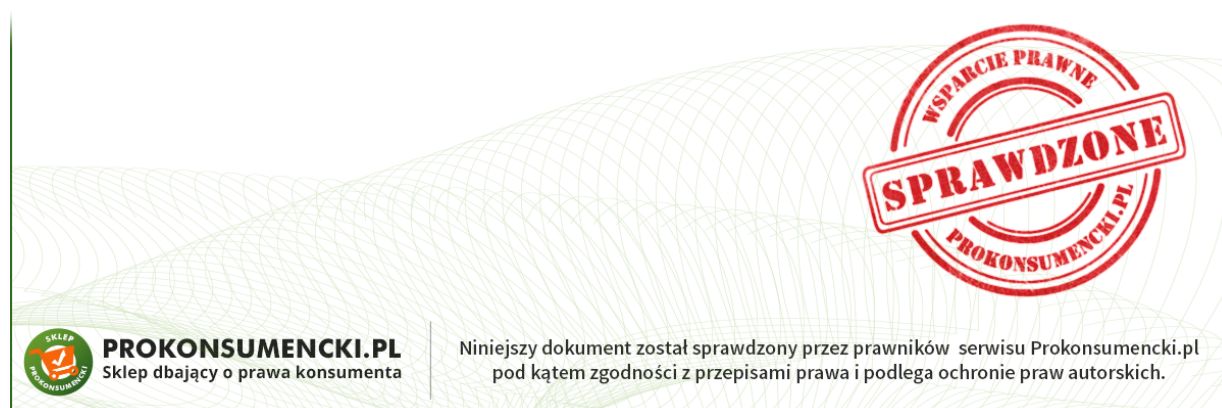 WSPARCIE PRAWNE
SPRAWDZONE
PROKONSUMENCKI.PL
SKLEP
PROKONSUMENCKI
PROKONSUMENCKI.PL
Sklep dbający o prawa konsumenta
Niniejszy dokument został sprawdzony przez prawników serwisu Prokonsumencki.pl
pod kątem zgodności z przepisami prawa i podlega ochronie praw autorskich.